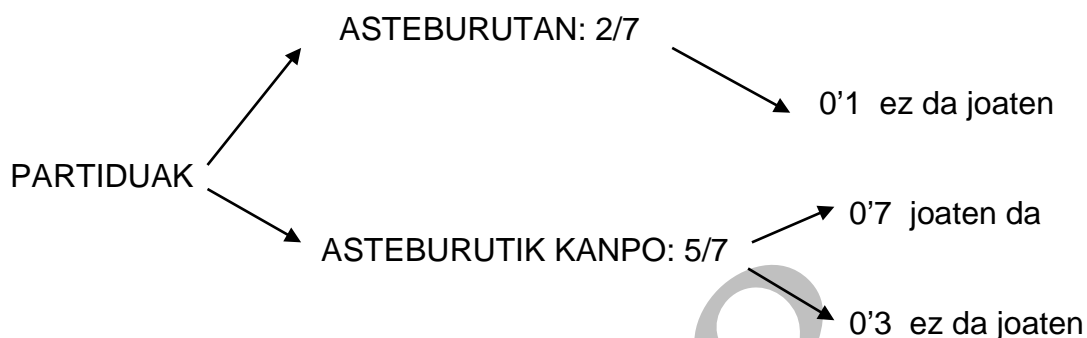 ASTEBURUTAN: 2/7
0’1 ez da joaten
PARTIDUAK
0’7 joaten da
ASTEBURUTIK KANPO: 5/7
0’3 ez da joaten